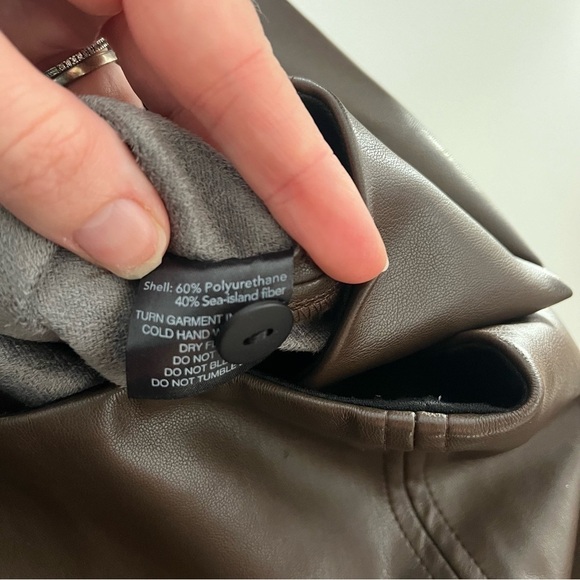 Shell: 60% Polyurethane
40% Sea-island fiber
TURN GARMENT
COLD HAND
DRY
DO NOT
DO NOT
DO NOT TUMBLE